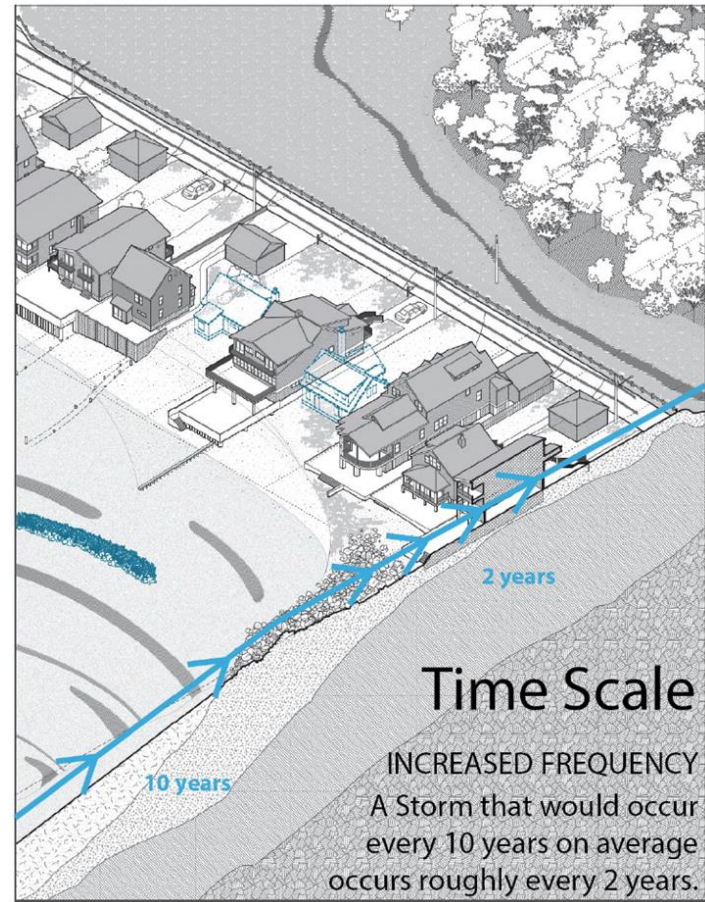 2 years
10 years
Time Scale
INCREASED FREQUENCY
A Storm that would occur
every 10 years on average
occurs roughly every 2 years.